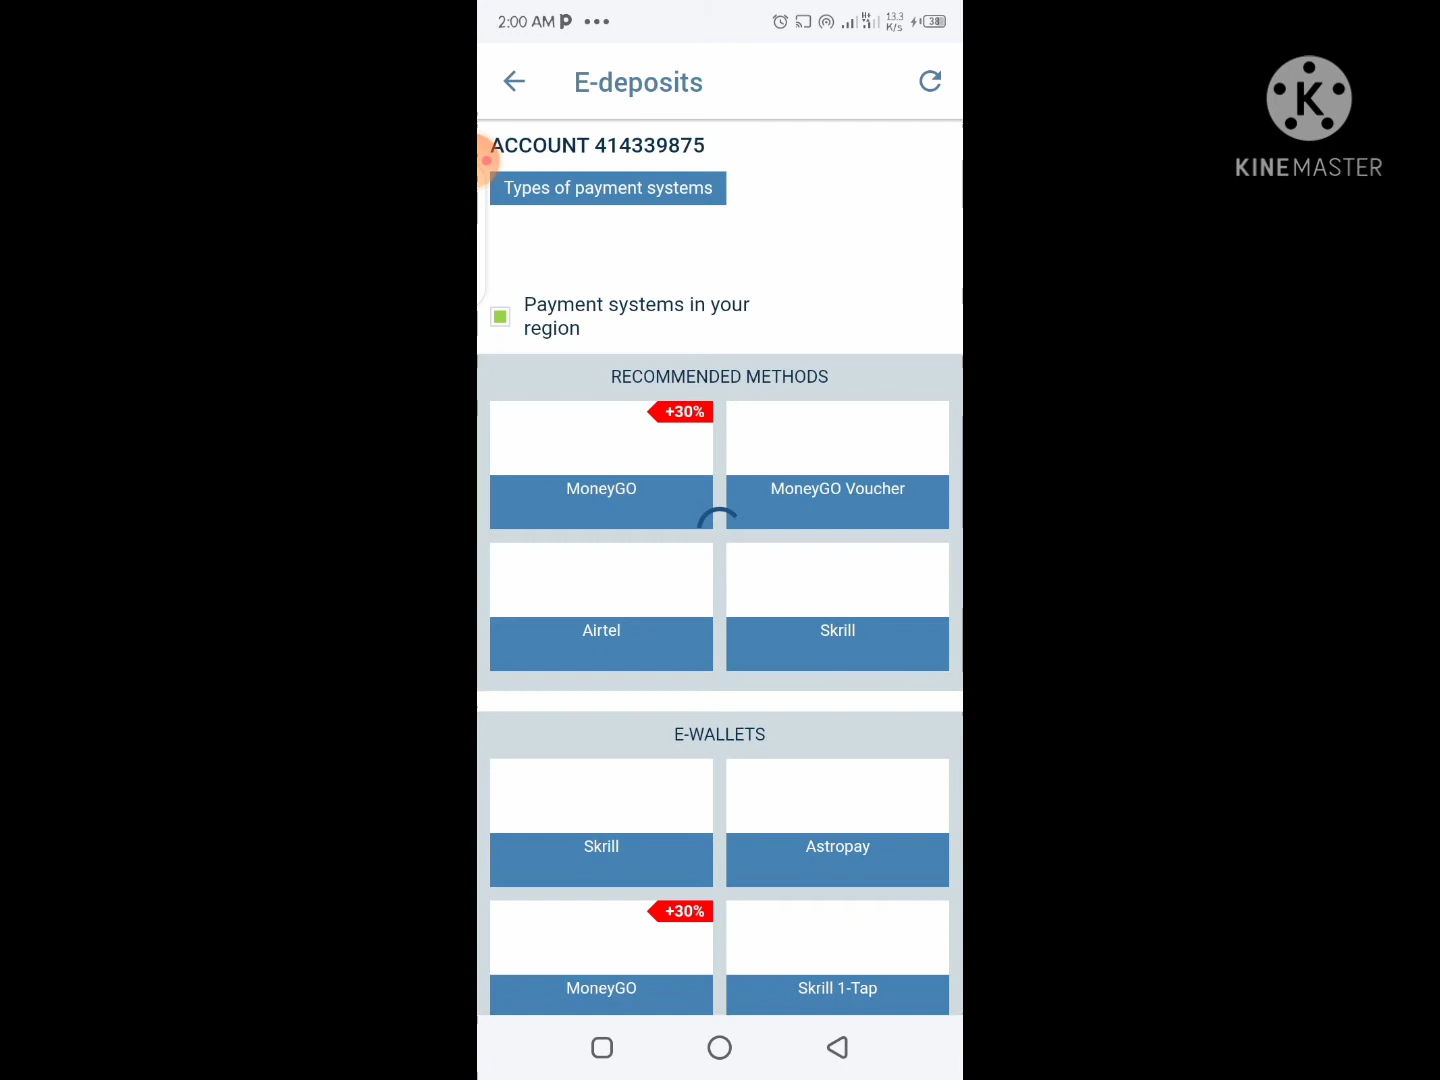 2:00 AM
13.3
K/s
38
E-deposits
ACCOUNT 414339875
Types of payment systems
Payment systems in your
region
RECOMMENDED METHODS
+30%
MoneyGO
MoneyGO Voucher
Airtel
Skrill
E-WALLETS
Skrill
Astropay
+30%
MoneyGO
Skrill 1-Tap
K
KINEMASTER